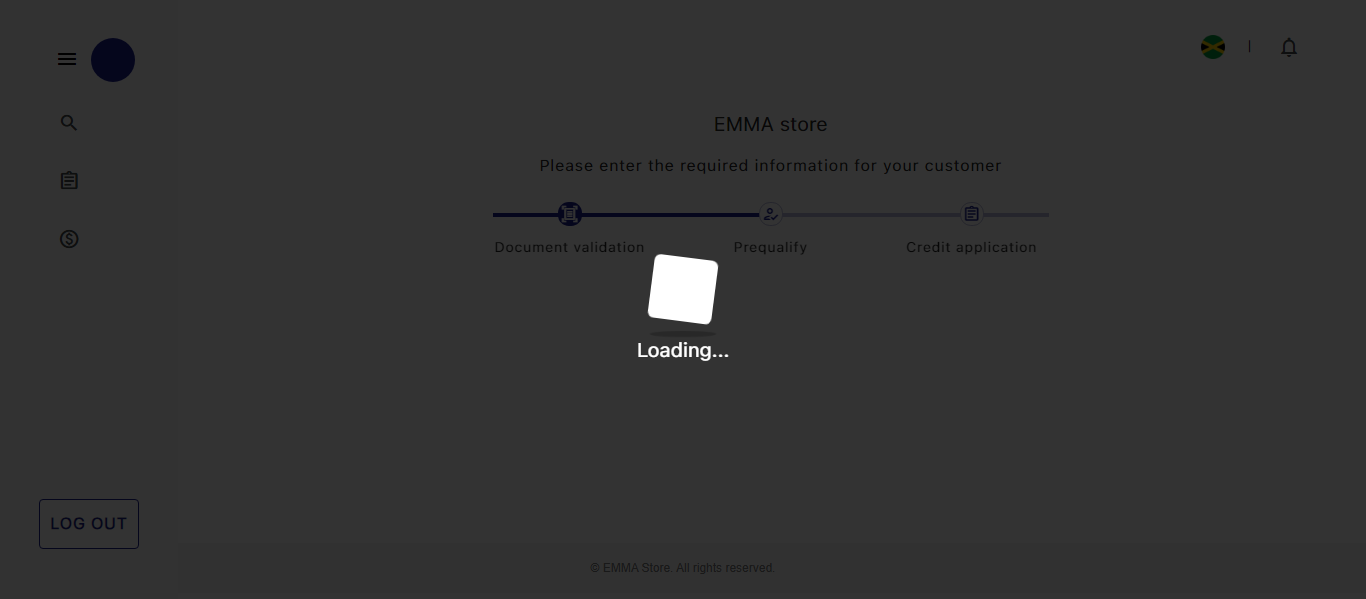 EMMA store
Please enter the required information for your customer
Document validation
Prequalify
Credit application
Loading...
LOG OUT
© EMMA Store. All rights reserved.